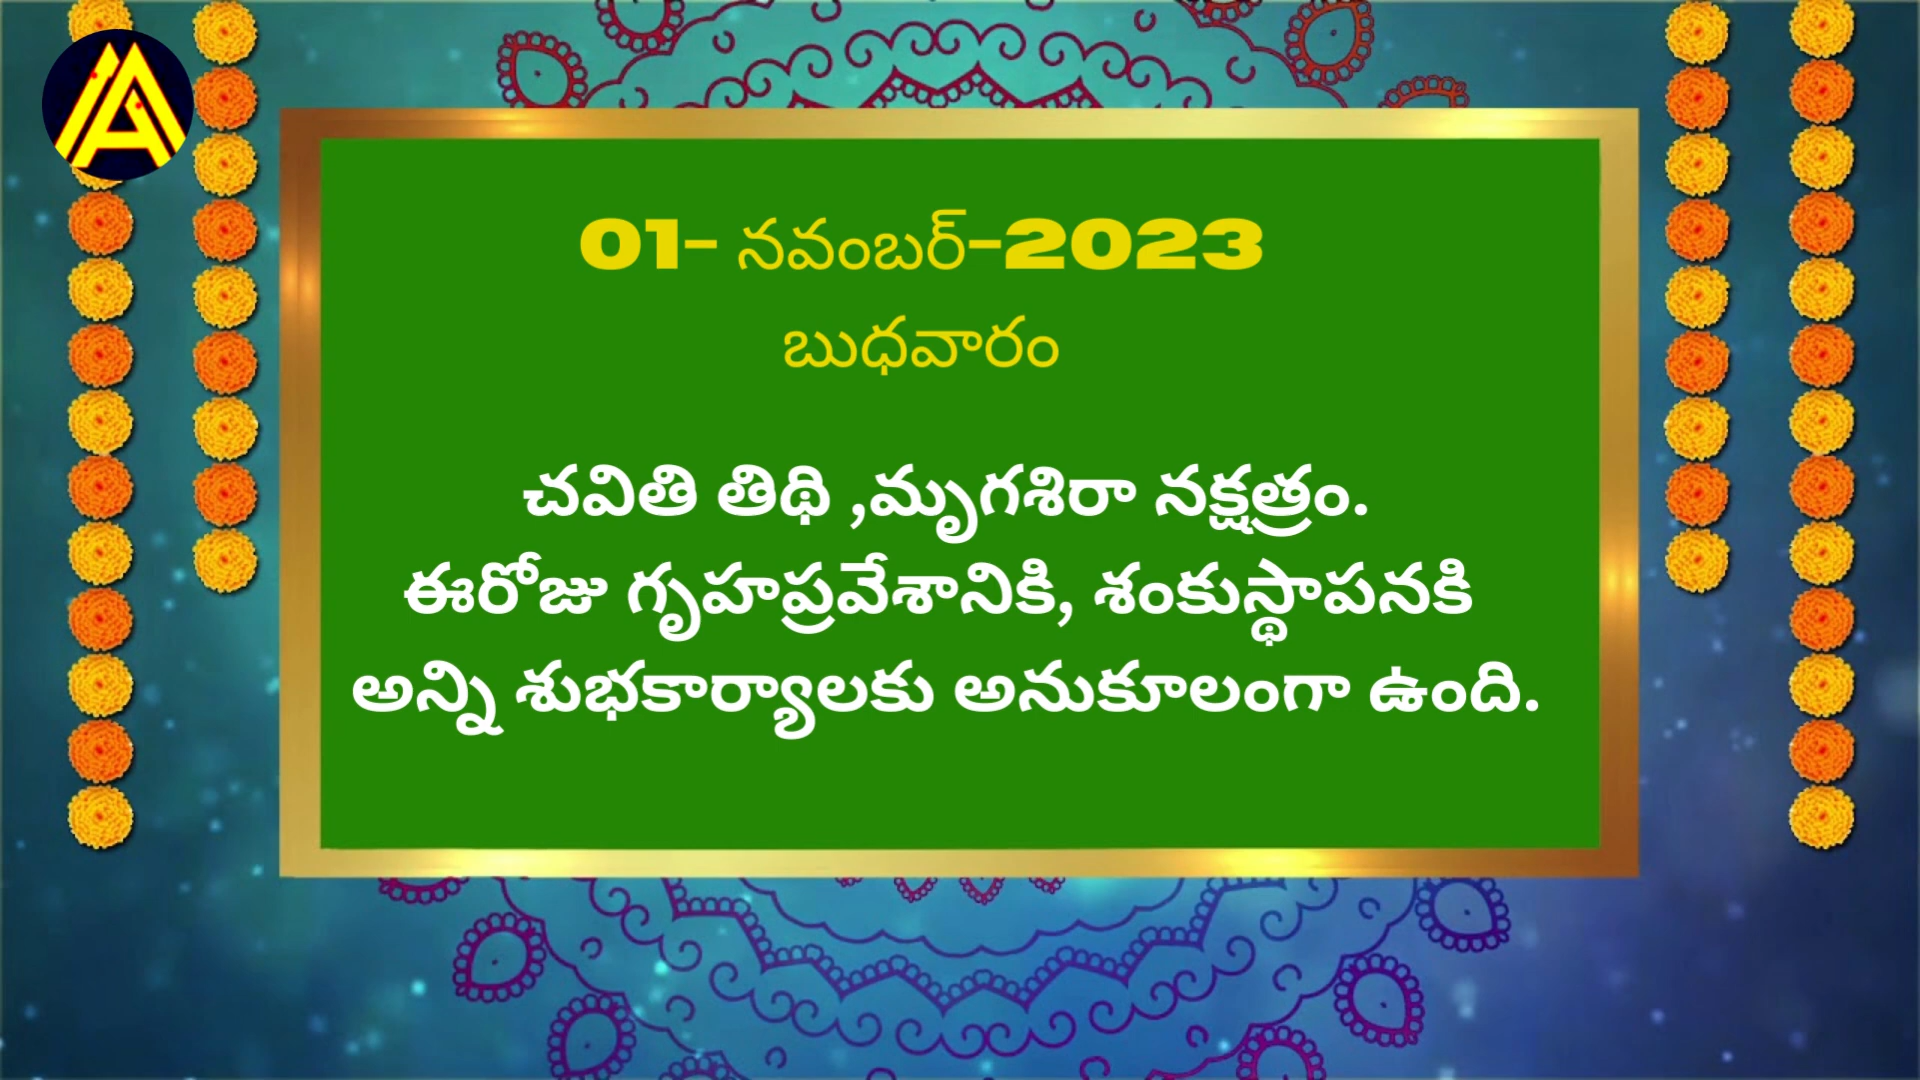 01- నవంబర్-2023
బుధవారం
చవితి తిథి ,మృగశిరా నక్షత్రం.
ఈరోజు గృహప్రవేశానికి, శంకుస్థాపనకి
అన్ని శుభకార్యాలకు అనుకూలంగా ఉంది.